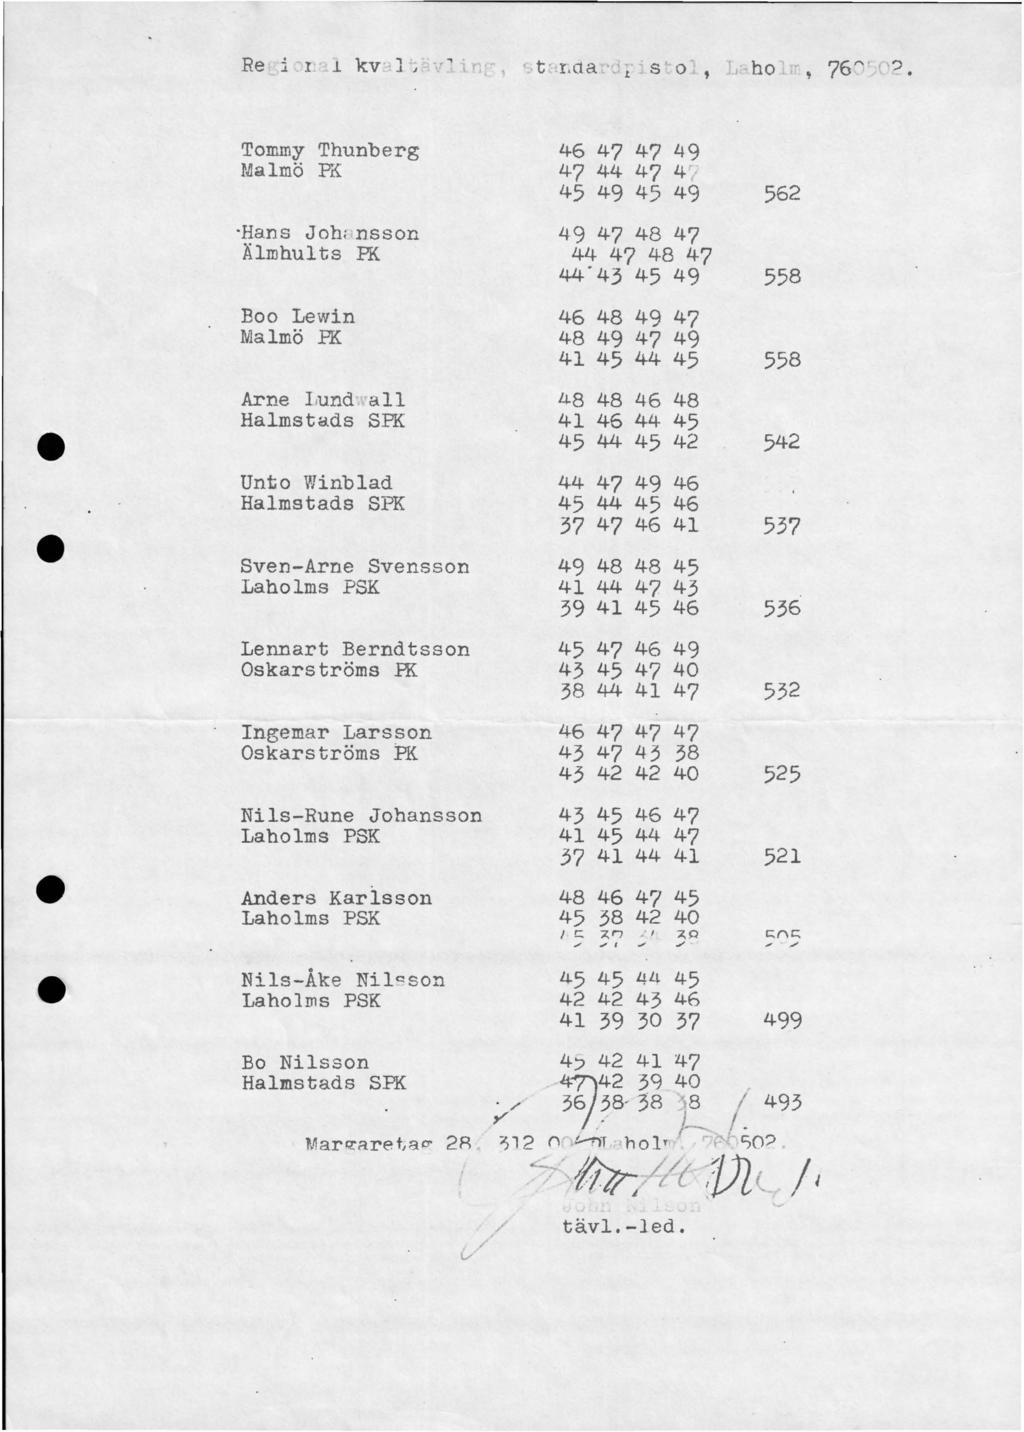 Regional kvaltävling, standardpistol, Laholm, 760502.
Tommy Thunberg 46 47 47 49
Malmö PK 47 44 47 47
45 49 45 49 562
Hans Johansson 49 47 48 47
Älmhults PK 44 47 48 47
44 43 45 49 558
Boo Lewin 46 48 49 47
Malmö PK 48 49 47 49
41 45 44 45 558
Arne Lundwall 48 48 46 48
Halmstads SPK 41 46 44 45
45 44 45 42 542
Unto Winblad 44 47 49 46
Halmstads SPK 45 44 45 46
37 47 46 41 537
Sven-Arne Svensson 49 48 48 45
Laholms PSK 41 44 47 43
39 41 45 46 536
Lennart Berndtsson 45 47 46 49
Oskarströms PK 43 45 47 40
38 44 41 47 532
Ingemar Larsson 46 47 47 47
Oskarströms PK 43 47 43 38
43 42 42 40 525
Nils-Rune Johansson 43 45 46 47
Laholms PSK 41 45 44 47
37 41 44 41 521
Anders Karlsson 48 46 47 45
Laholms PSK 45 38 42 40
45 37 34 38 505
Nils-Åke Nilsson 45 45 44 45
Laholms PSK 42 42 43 46
41 39 30 37 499
Bo Nilsson 45 42 41 47
Halmstads SPK 47 42 39 40
36 38 38 38 493
Margaretag 28, 312 00 Laholm, 760502.
John Nilson
tävl.-led.